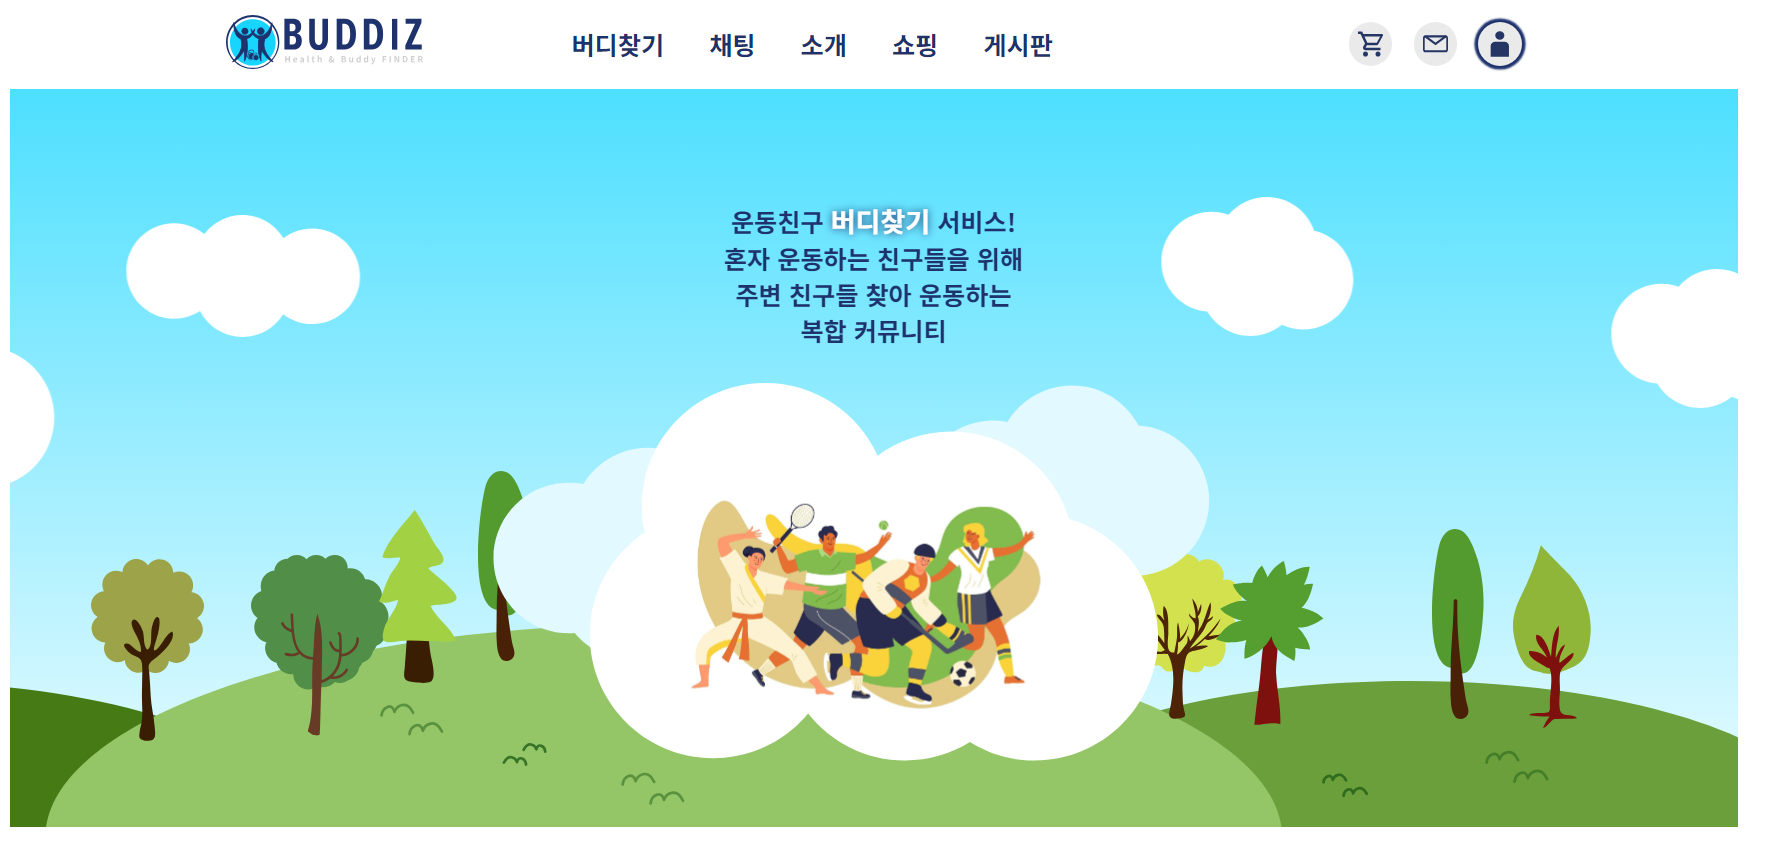 BUDDIZ
Health & Buddy FINDER
버디찾기 채팅 소개 쇼핑 게시판
운동친구 버디찾기 서비스!
혼자 운동하는 친구들을 위해
주변 친구들 찾아 운동하는
복합 커뮤니티